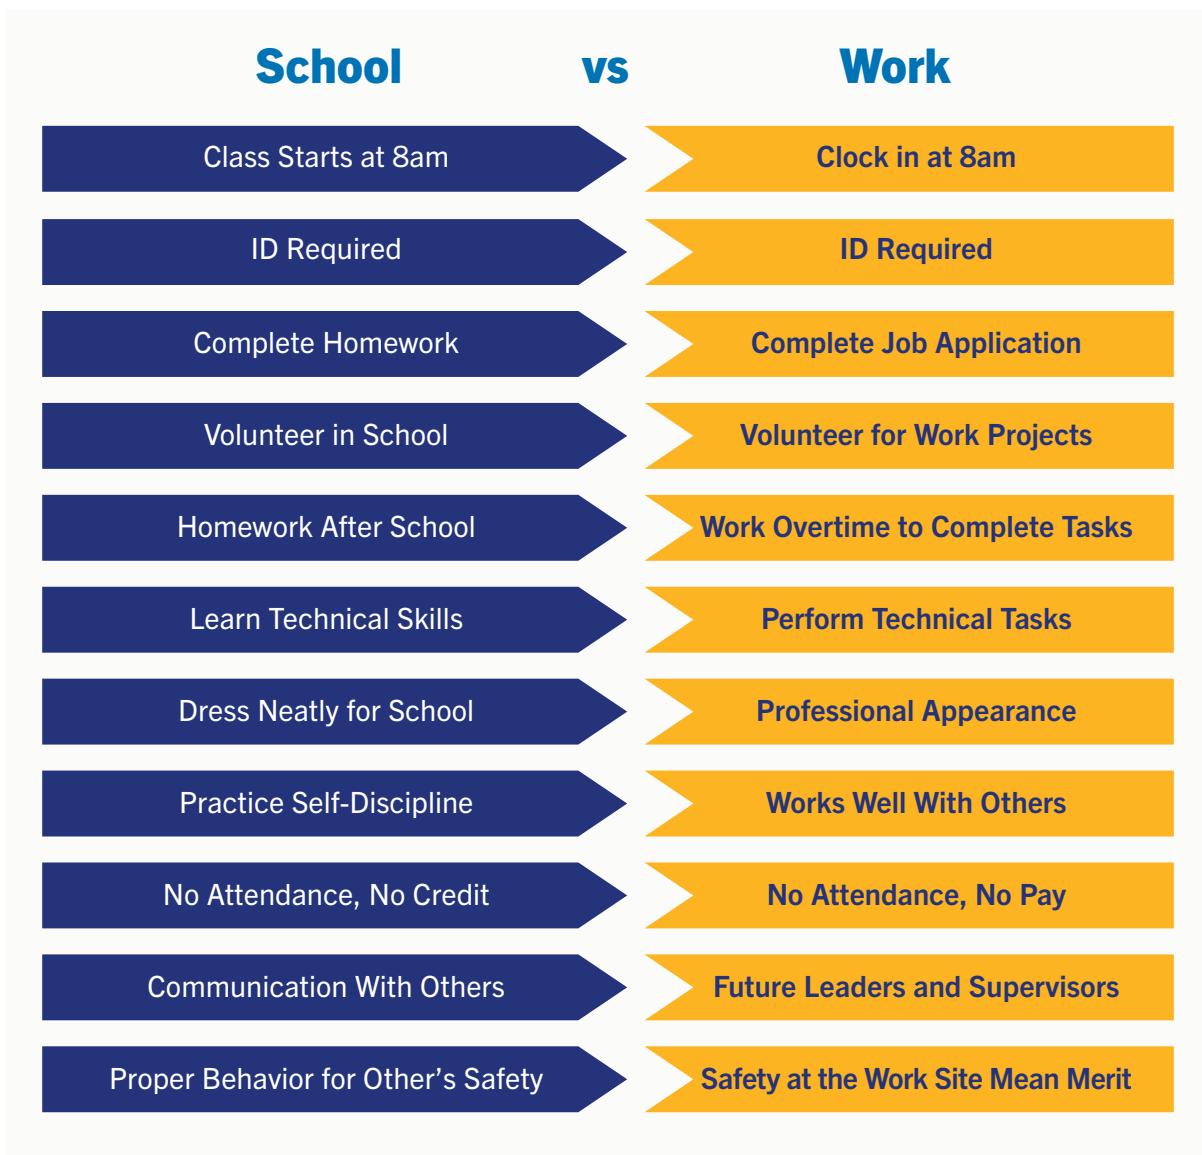 School vs Work
Class Starts at 8am
Clock in at 8am
ID Required
ID Required
Complete Homework
Complete Job Application
Volunteer in School
Volunteer for Work Projects
Homework After School
Work Overtime to Complete Tasks
Learn Technical Skills
Perform Technical Tasks
Dress Neatly for School
Professional Appearance
Practice Self-Discipline
Works Well With Others
No Attendance, No Credit
No Attendance, No Pay
Communication With Others
Future Leaders and Supervisors
Proper Behavior for Other’s Safety
Safety at the Work Site Mean Merit